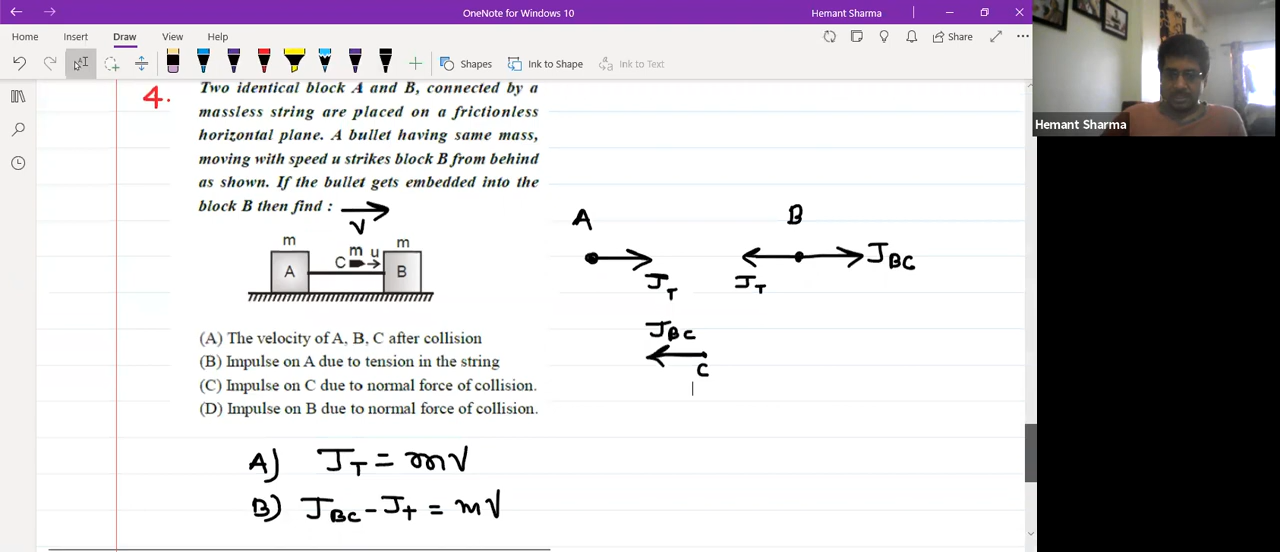 OneNote for Windows 10
Hemant Sharma
Home Insert Draw View Help
Share
Shapes Ink to Shape Ink to Text
4.
Two identical block A and B, connected by a
massless string are placed on a frictionless
horizontal plane. A bullet having same mass,
moving with speed u strikes block B from behind
as shown. If the bullet gets embedded into the
block B then find :
V
m m u m
A C B
(A) The velocity of A, B, C after collision
(B) Impulse on A due to tension in the string
(C) Impulse on C due to normal force of collision.
(D) Impulse on B due to normal force of collision.
A B
J_T J_T J_BC
J_BC
C
A) J_T = mV
B) J_BC - J_T = mV
Hemant Sharma